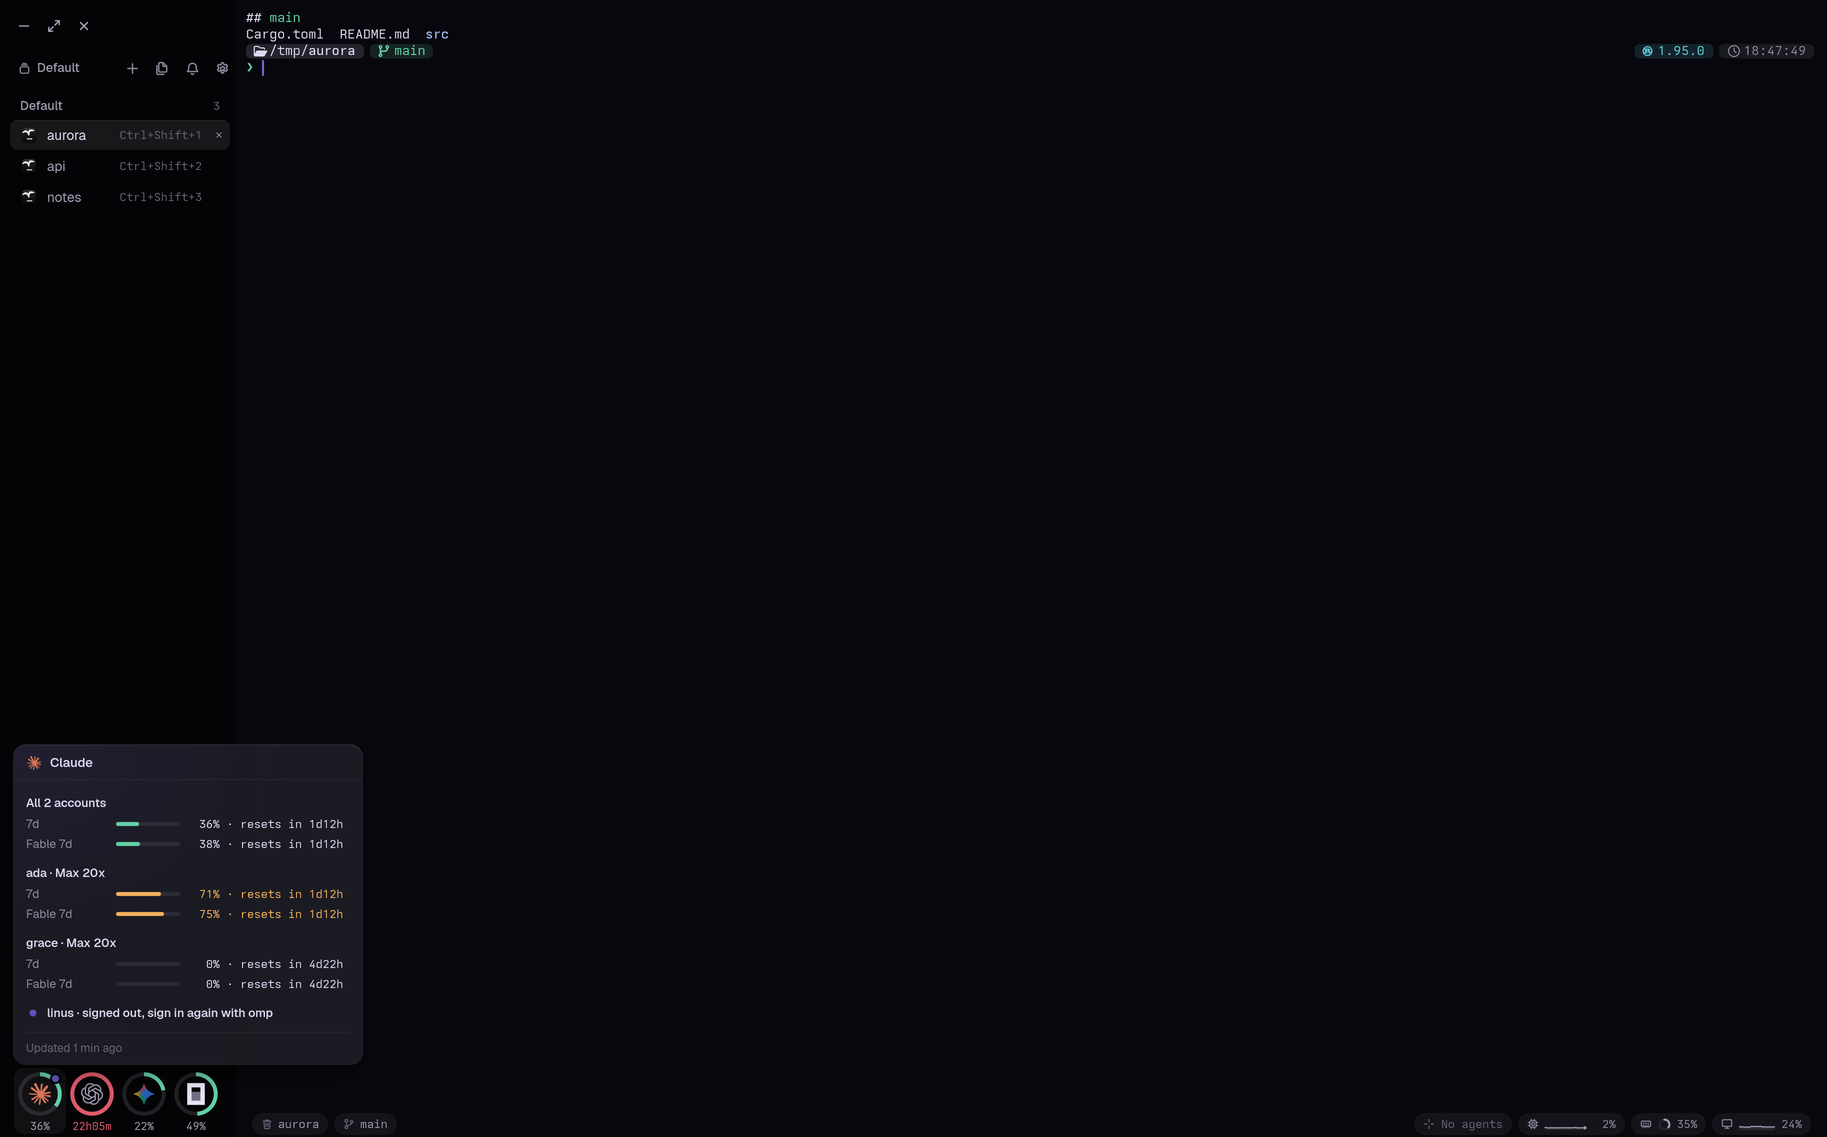 Default
Default 3
aurora Ctrl+Shift+1 ×
api Ctrl+Shift+2
notes Ctrl+Shift+3
## main
Cargo.toml README.md src
/tmp/aurora main 1.95.0 18:47:49
❯
Claude
All 2 accounts
7d 36% · resets in 1d12h
Fable 7d 38% · resets in 1d12h
ada · Max 20x
7d 71% · resets in 1d12h
Fable 7d 75% · resets in 1d12h
grace · Max 20x
7d 0% · resets in 4d22h
Fable 7d 0% · resets in 4d22h
linus · signed out, sign in again with omp
Updated 1 min ago
36% 22h05m 22% 49%
aurora main No agents 2% 35% 24%